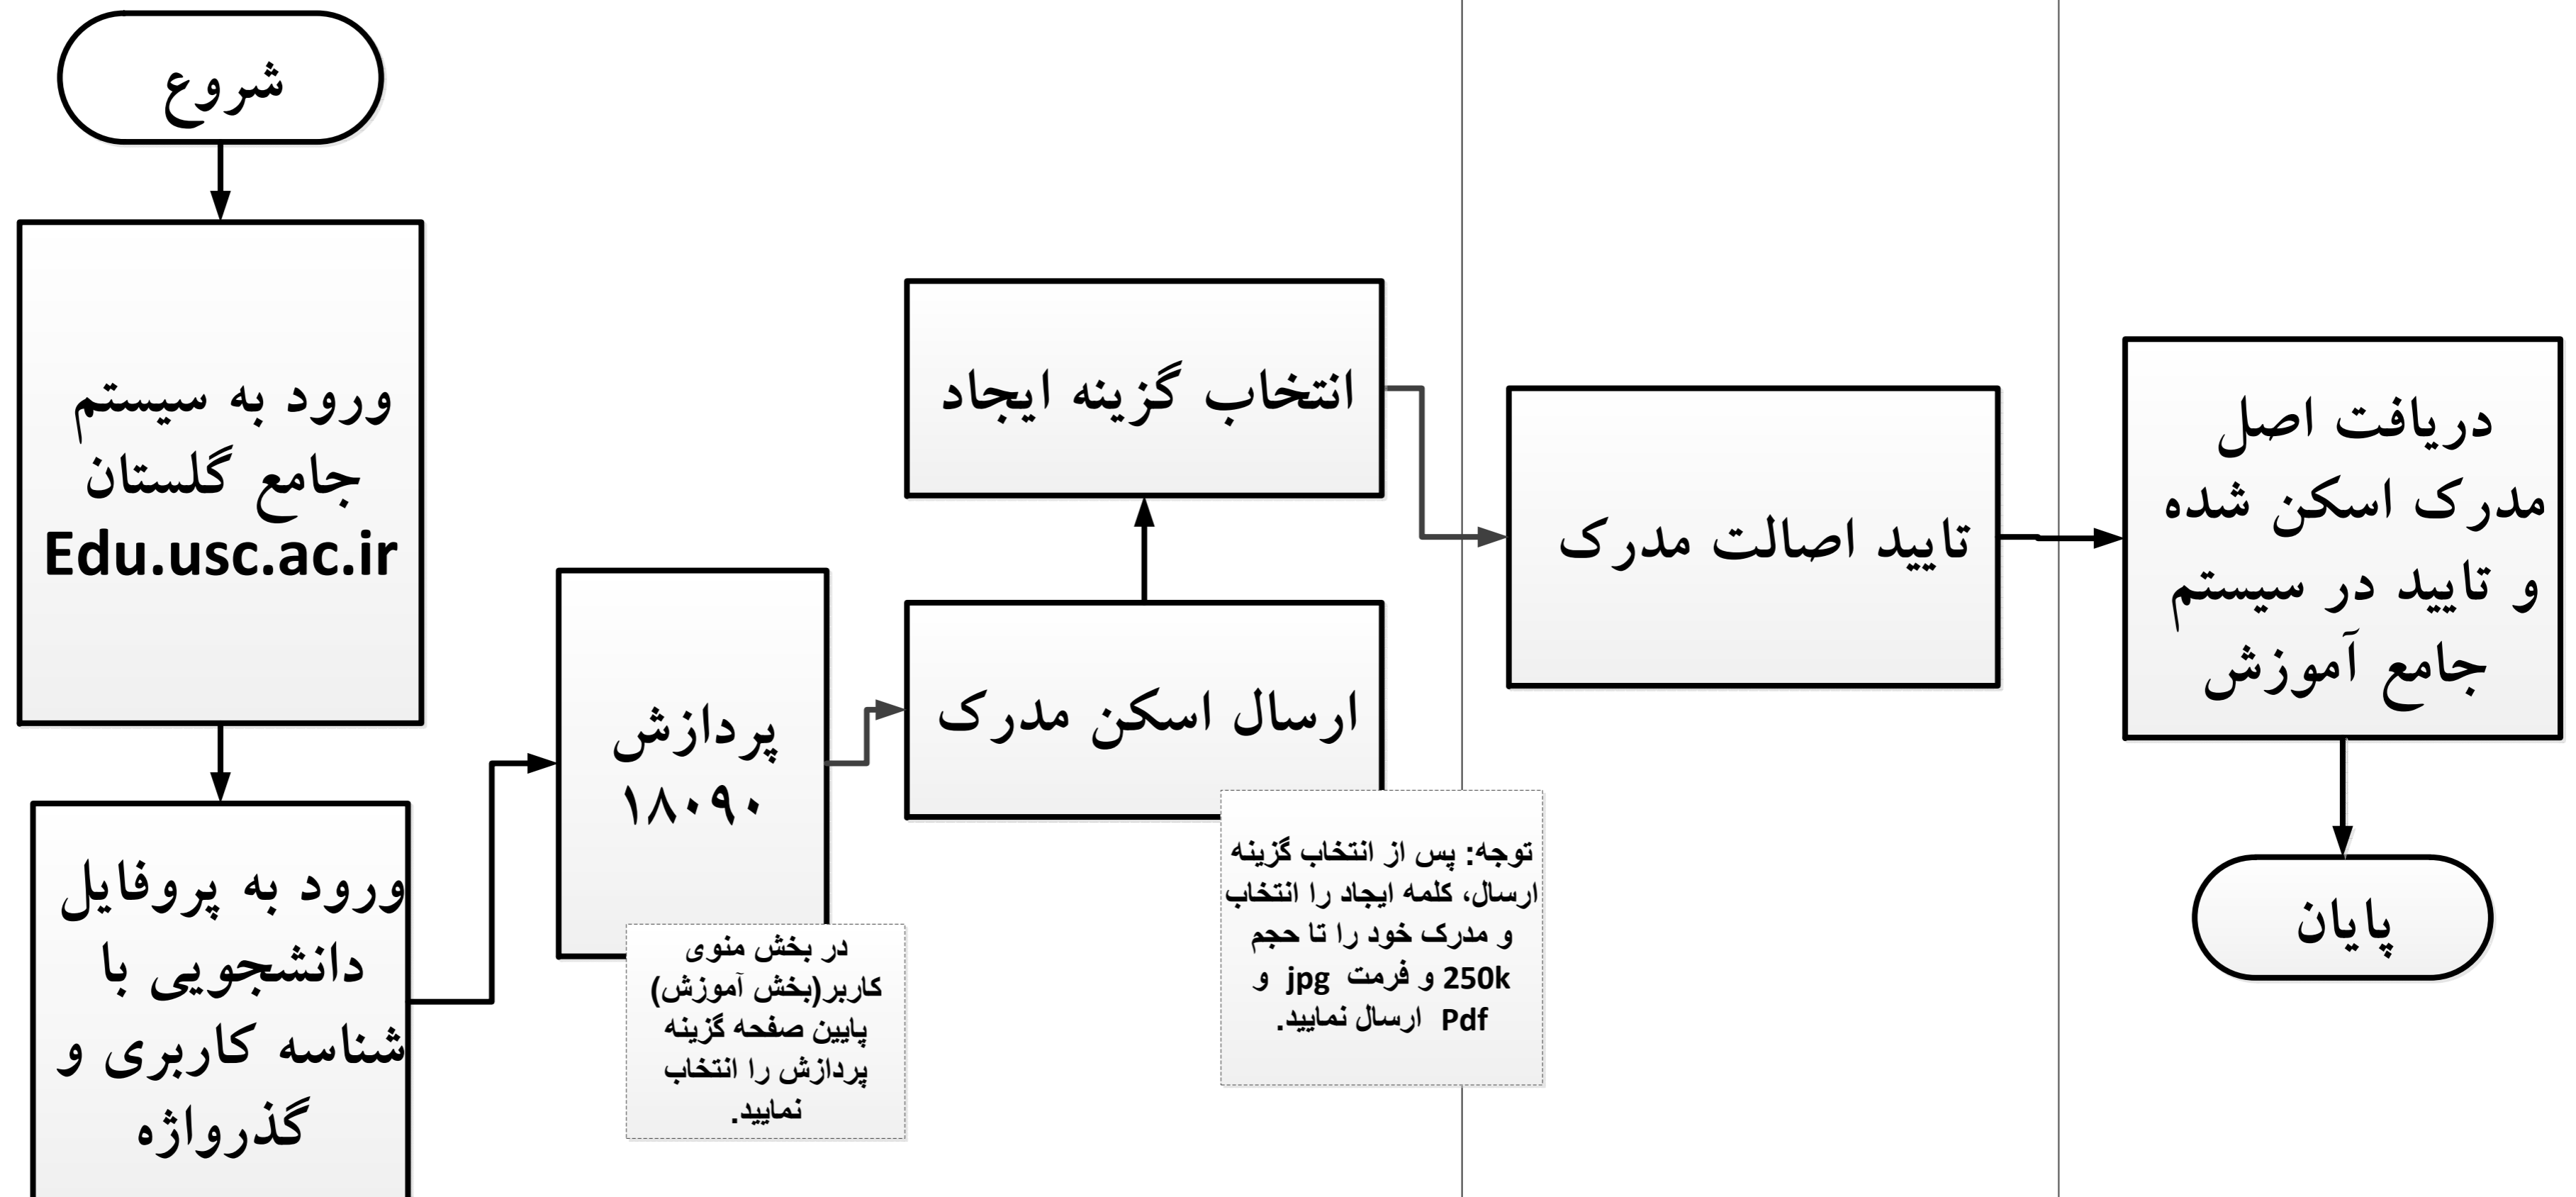 شروع
ورود به سیستم
جامع گلستان
Edu.usc.ac.ir
ورود به پروفایل
دانشجویی با
شناسه کاربری و
گذرواژه
پردازش
۱۸۰۹۰
در بخش منوی
کاربر(بخش آموزش)
پایین صفحه گزینه
پردازش را انتخاب
نمایید.
ارسال اسکن مدرک
توجه: پس از انتخاب گزینه
ارسال، کلمه ایجاد را انتخاب
و مدرک خود را تا حجم
250k و فرمت jpg و
Pdf ارسال نمایید.
انتخاب گزینه ایجاد
تایید اصالت مدرک
دریافت اصل
مدرک اسکن شده
و تایید در سیستم
جامع آموزش
پایان